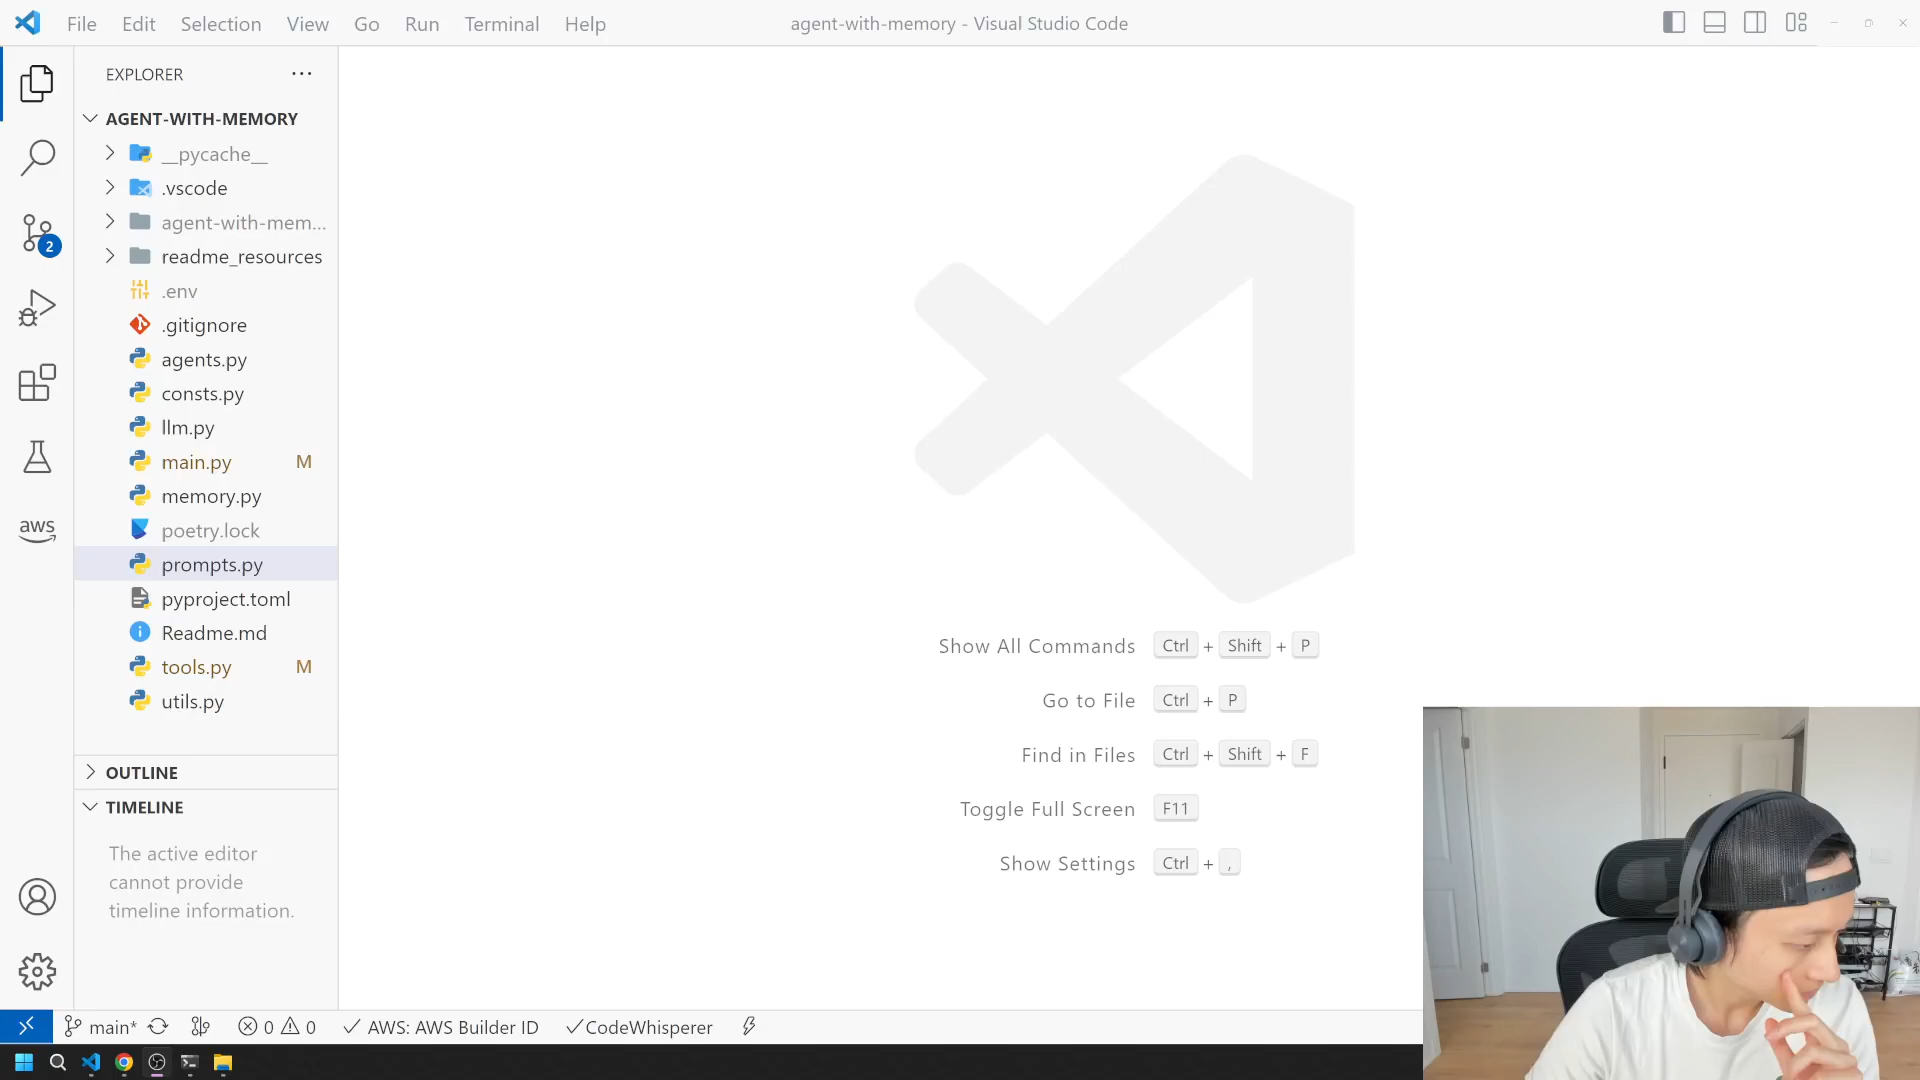 File Edit Selection View Go Run Terminal Help
agent-with-memory - Visual Studio Code
EXPLORER
AGENT-WITH-MEMORY
__pycache__
.vscode
agent-with-mem...
readme_resources
.env
.gitignore
agents.py
consts.py
llm.py
main.py M
memory.py
poetry.lock
prompts.py
pyproject.toml
Readme.md
tools.py M
utils.py
OUTLINE
TIMELINE
The active editor
cannot provide
timeline information.
2
aws
Show All Commands Ctrl + Shift + P
Go to File Ctrl + P
Find in Files Ctrl + Shift + F
Toggle Full Screen F11
Show Settings Ctrl + ,
main* 0 0 AWS: AWS Builder ID CodeWhisperer